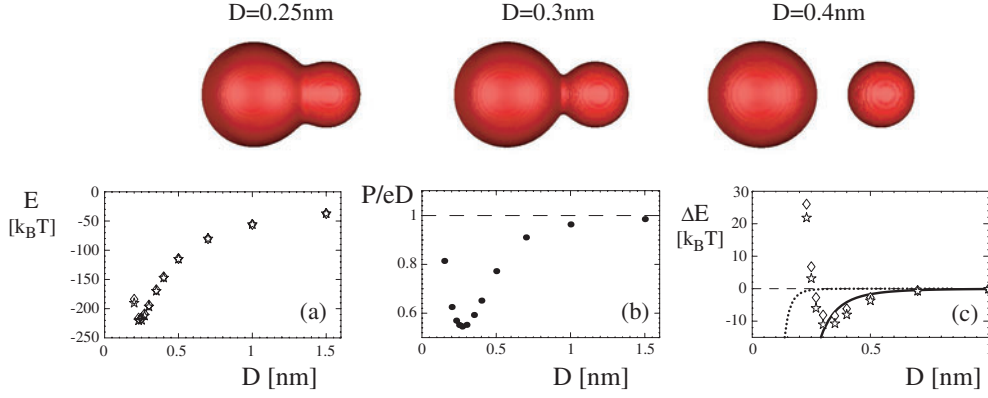 D=0.25nm D=0.3nm D=0.4nm
E
[kBT]
0
-50
-100
-150
-200
-250
0 0.5 1 1.5
(a)
D [nm]
P/eD
1
0.8
0.6
0 0.5 1 1.5
(b)
D [nm]
ΔE
[kBT]
30
20
10
0
-10
0 0.5 1
(c)
D [nm]